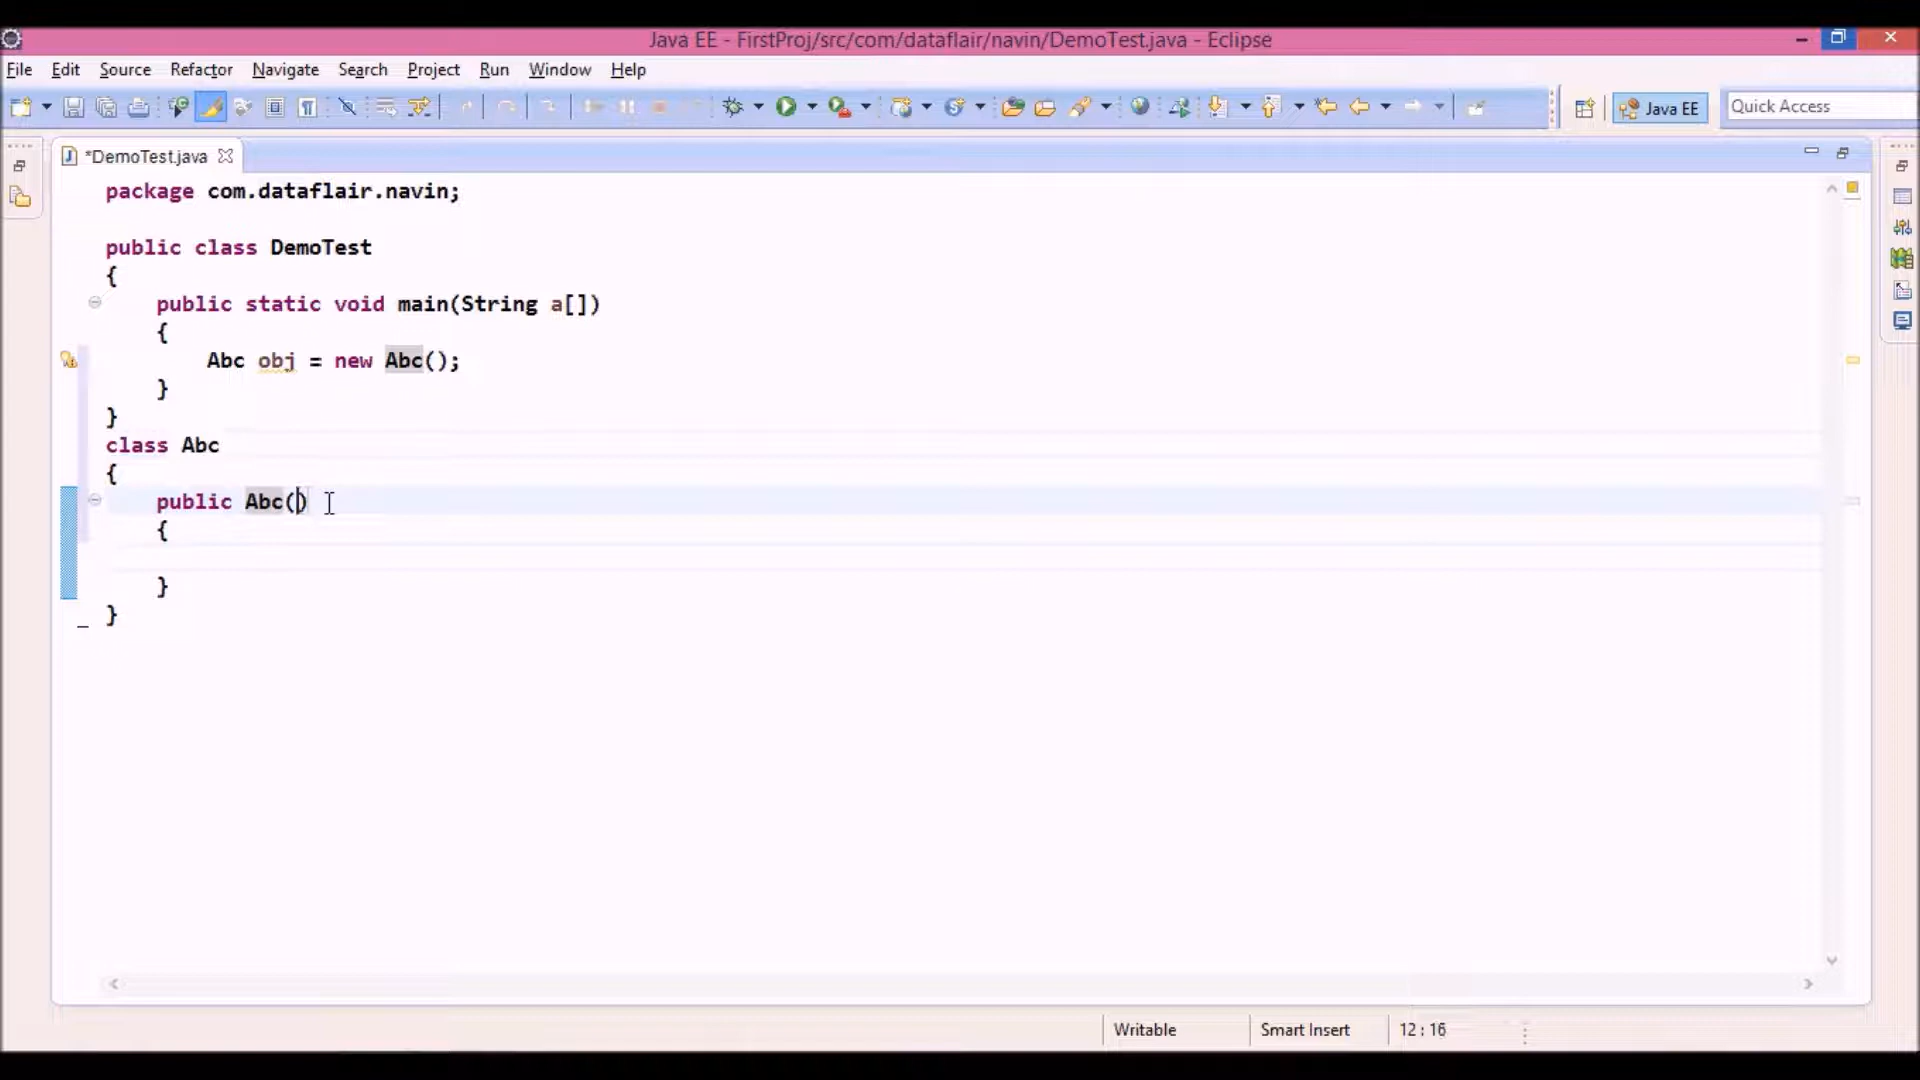 Java EE - FirstProj/src/com/dataflair/navin/DemoTest.java - Eclipse
File Edit Source Refactor Navigate Search Project Run Window Help
Java EE Quick Access
*DemoTest.java
package com.dataflair.navin;
public class DemoTest
{
public static void main(String a[])
{
Abc obj = new Abc();
}
}
class Abc
{
public Abc()
{
}
}
Writable Smart Insert 12 : 16